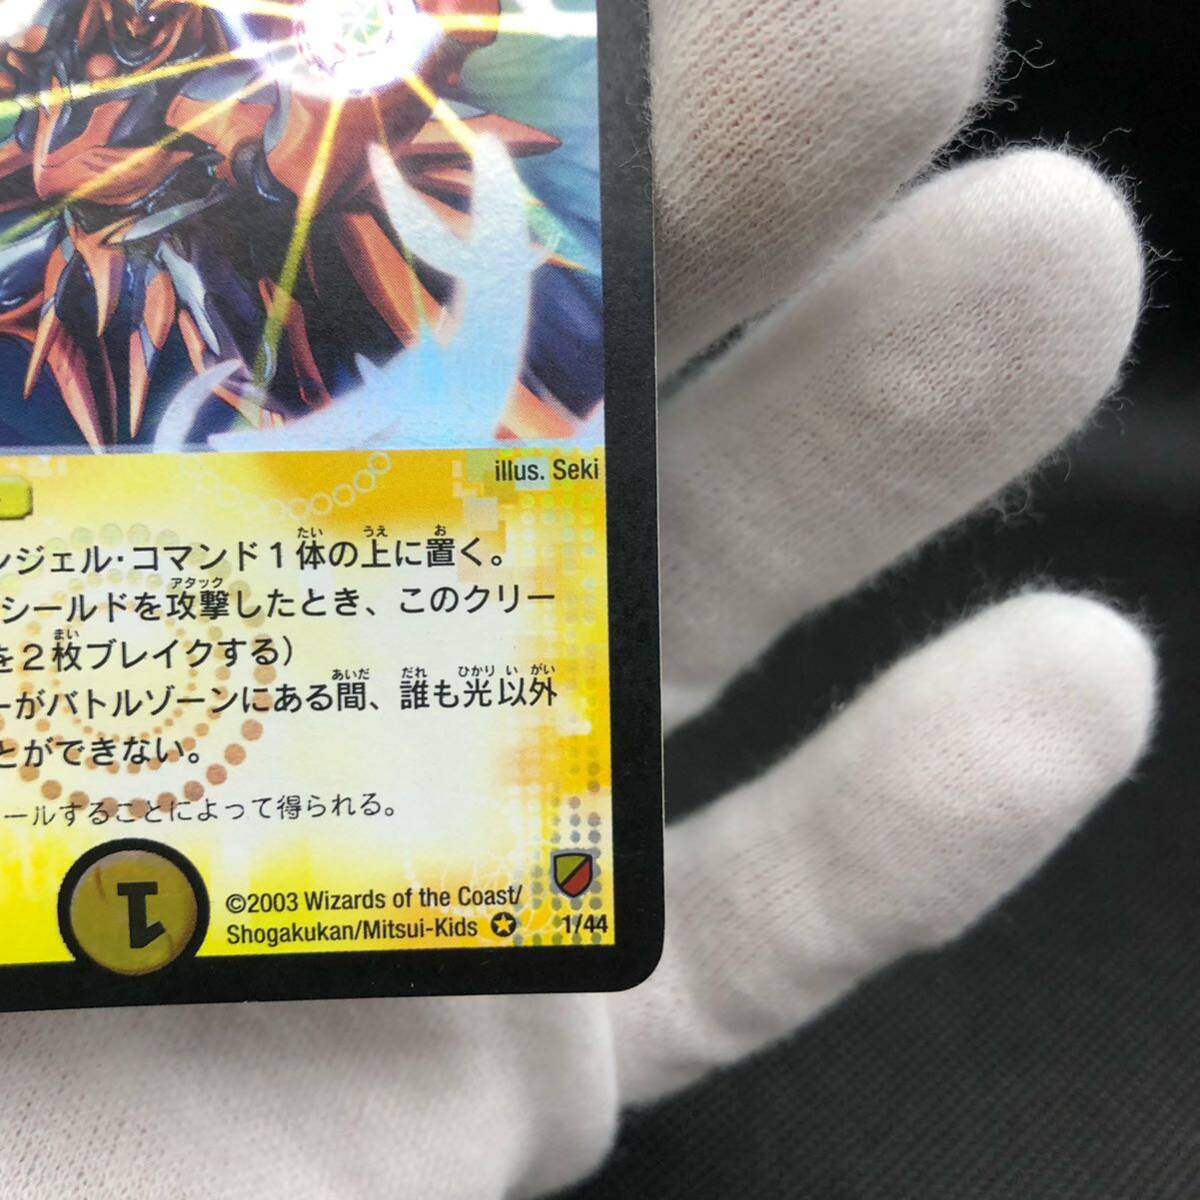 illus. Seki
ンジェル･コマンド1体の上に置く。
シールドを攻撃したとき、このクリー
を2枚ブレイクする)
ーがバトルゾーンにある間、誰も光以外
とができない。
ールすることによって得られる。
1
©2003 Wizards of the Coast/
Shogakukan/Mitsui-Kids
1/44